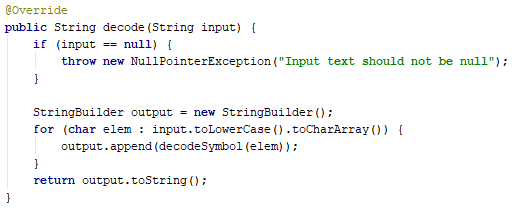 @Override
public String decode(String input) {
    if (input == null) {
        throw new NullPointerException("Input text should not be null");
    }

    StringBuilder output = new StringBuilder();
    for (char elem : input.toLowerCase().toCharArray()) {
        output.append(decodeSymbol(elem));
    }
    return output.toString();
}